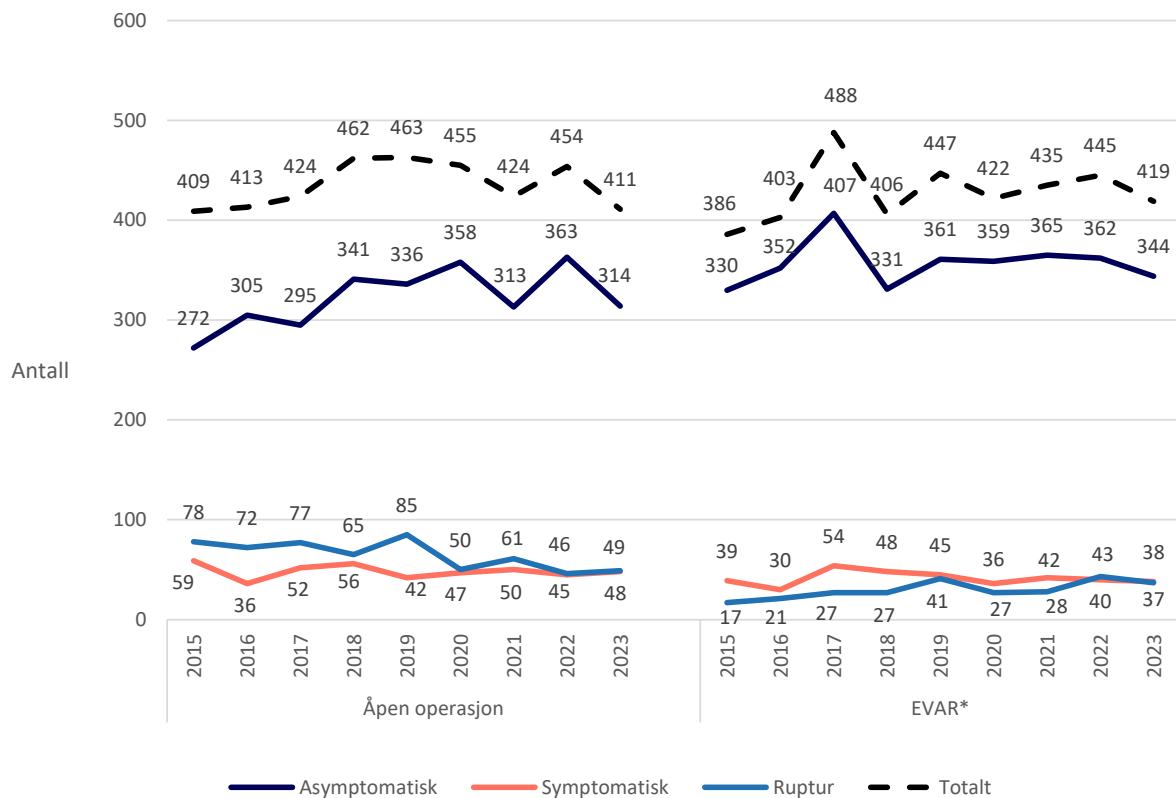 600
500
400
300
200
100
0
Antall
409 413 424 462 463 455 424 454 411
272 305 295 341 336 358 313 363 314
78 72 77 65 85 50 61 46 49
59 36 52 56 42 47 50 45 48
386 403 488 406 447 422 435 445 419
330 352 407 331 361 359 365 362 344
39 30 54 48 45 36 42 43 38
17 21 27 27 41 27 28 40 37
2015 2016 2017 2018 2019 2020 2021 2022 2023
2015 2016 2017 2018 2019 2020 2021 2022 2023
Åpen operasjon
EVAR*
Asymptomatisk
Symptomatisk
Ruptur
Totalt